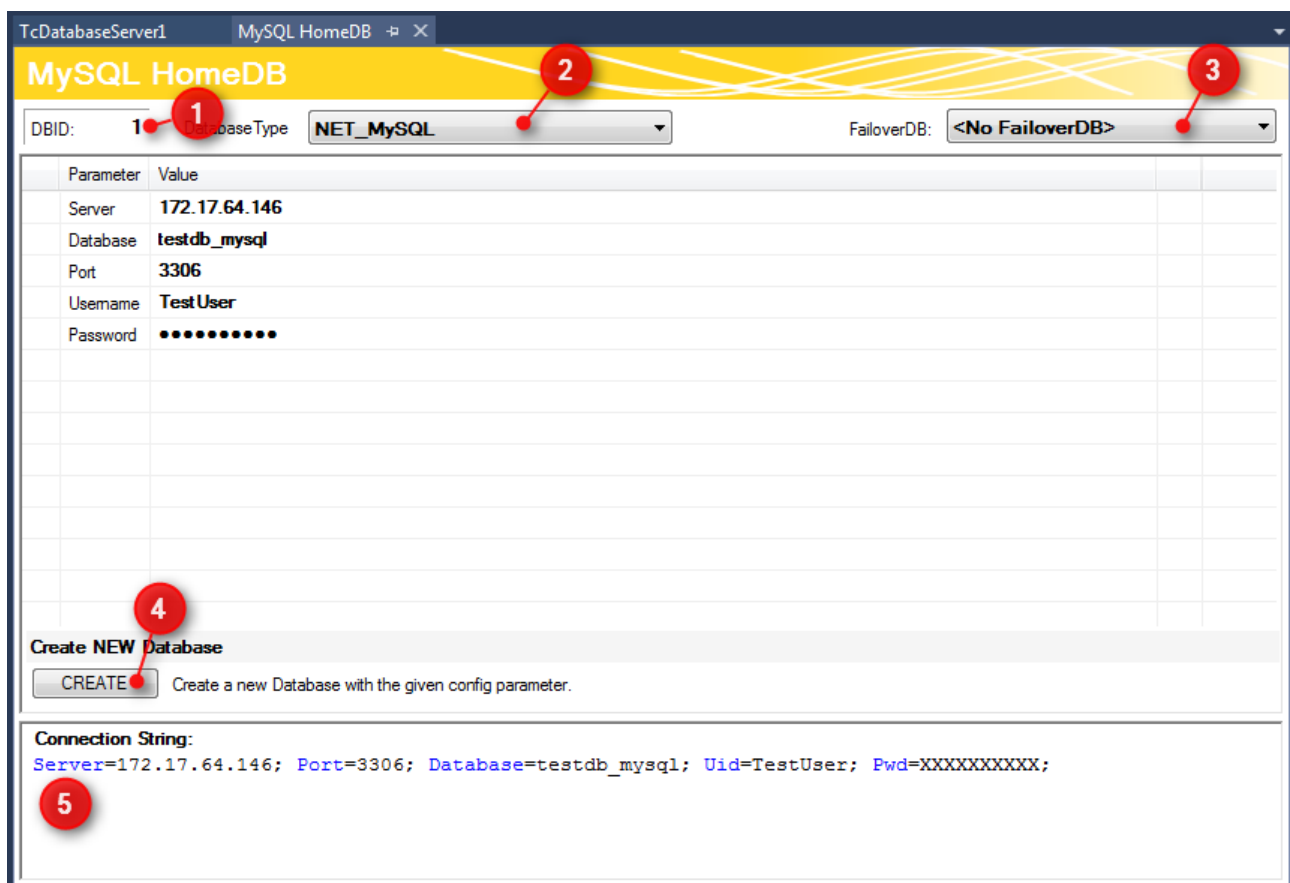 TcDatabaseServer1 MySQL HomeDB
MySQL HomeDB
2
3
1
DBID: 1 DatabaseType NET_MySQL FailoverDB: <No FailoverDB>
Parameter Value
Server 172.17.64.146
Database testdb_mysql
Port 3306
Username TestUser
Password ●●●●●●●●●●
4
Create NEW Database
CREATE Create a new Database with the given config parameter.
Connection String:
Server=172.17.64.146; Port=3306; Database=testdb_mysql; Uid=TestUser; Pwd=XXXXXXXXXX;
5